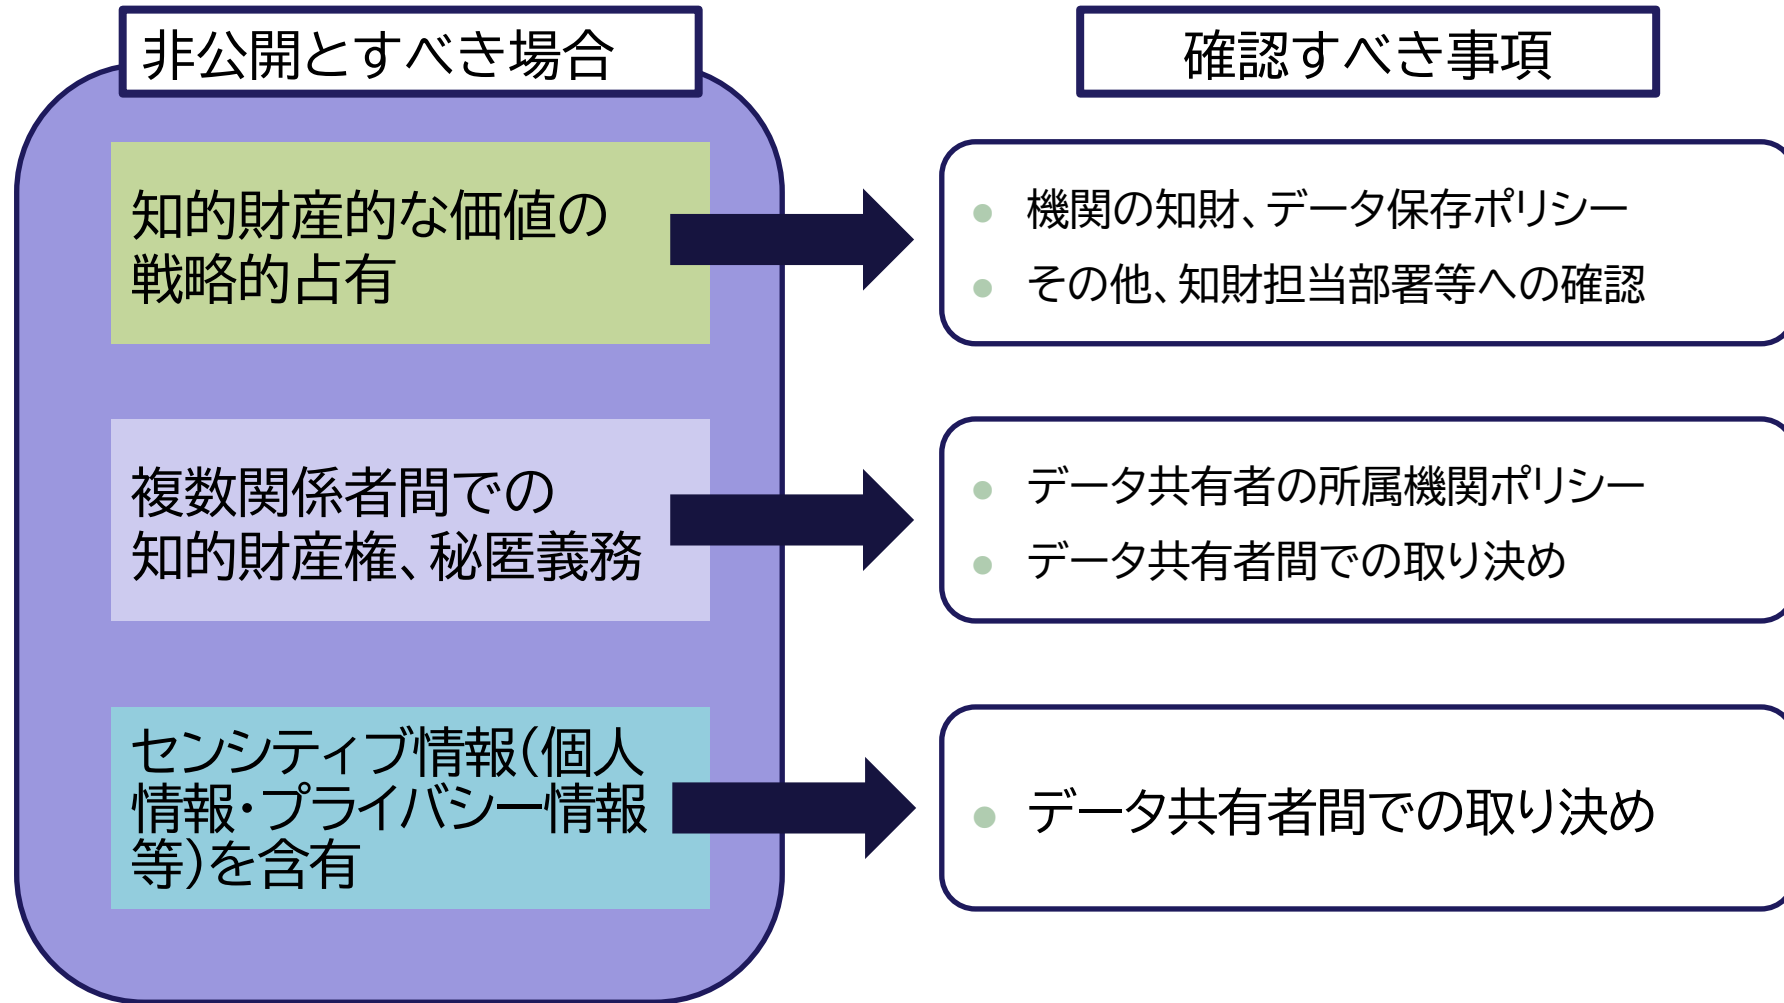 非公開とすべき場合
確認すべき事項
知的財産的な価値の
戦略的占有
機関の知財、データ保存ポリシー
その他、知財担当部署等への確認
複数関係者間での
知的財産権、秘匿義務
データ共有者の所属機関ポリシー
データ共有者間での取り決め
センシティブ情報(個人
情報・プライバシー情報
等)を含有
データ共有者間での取り決め